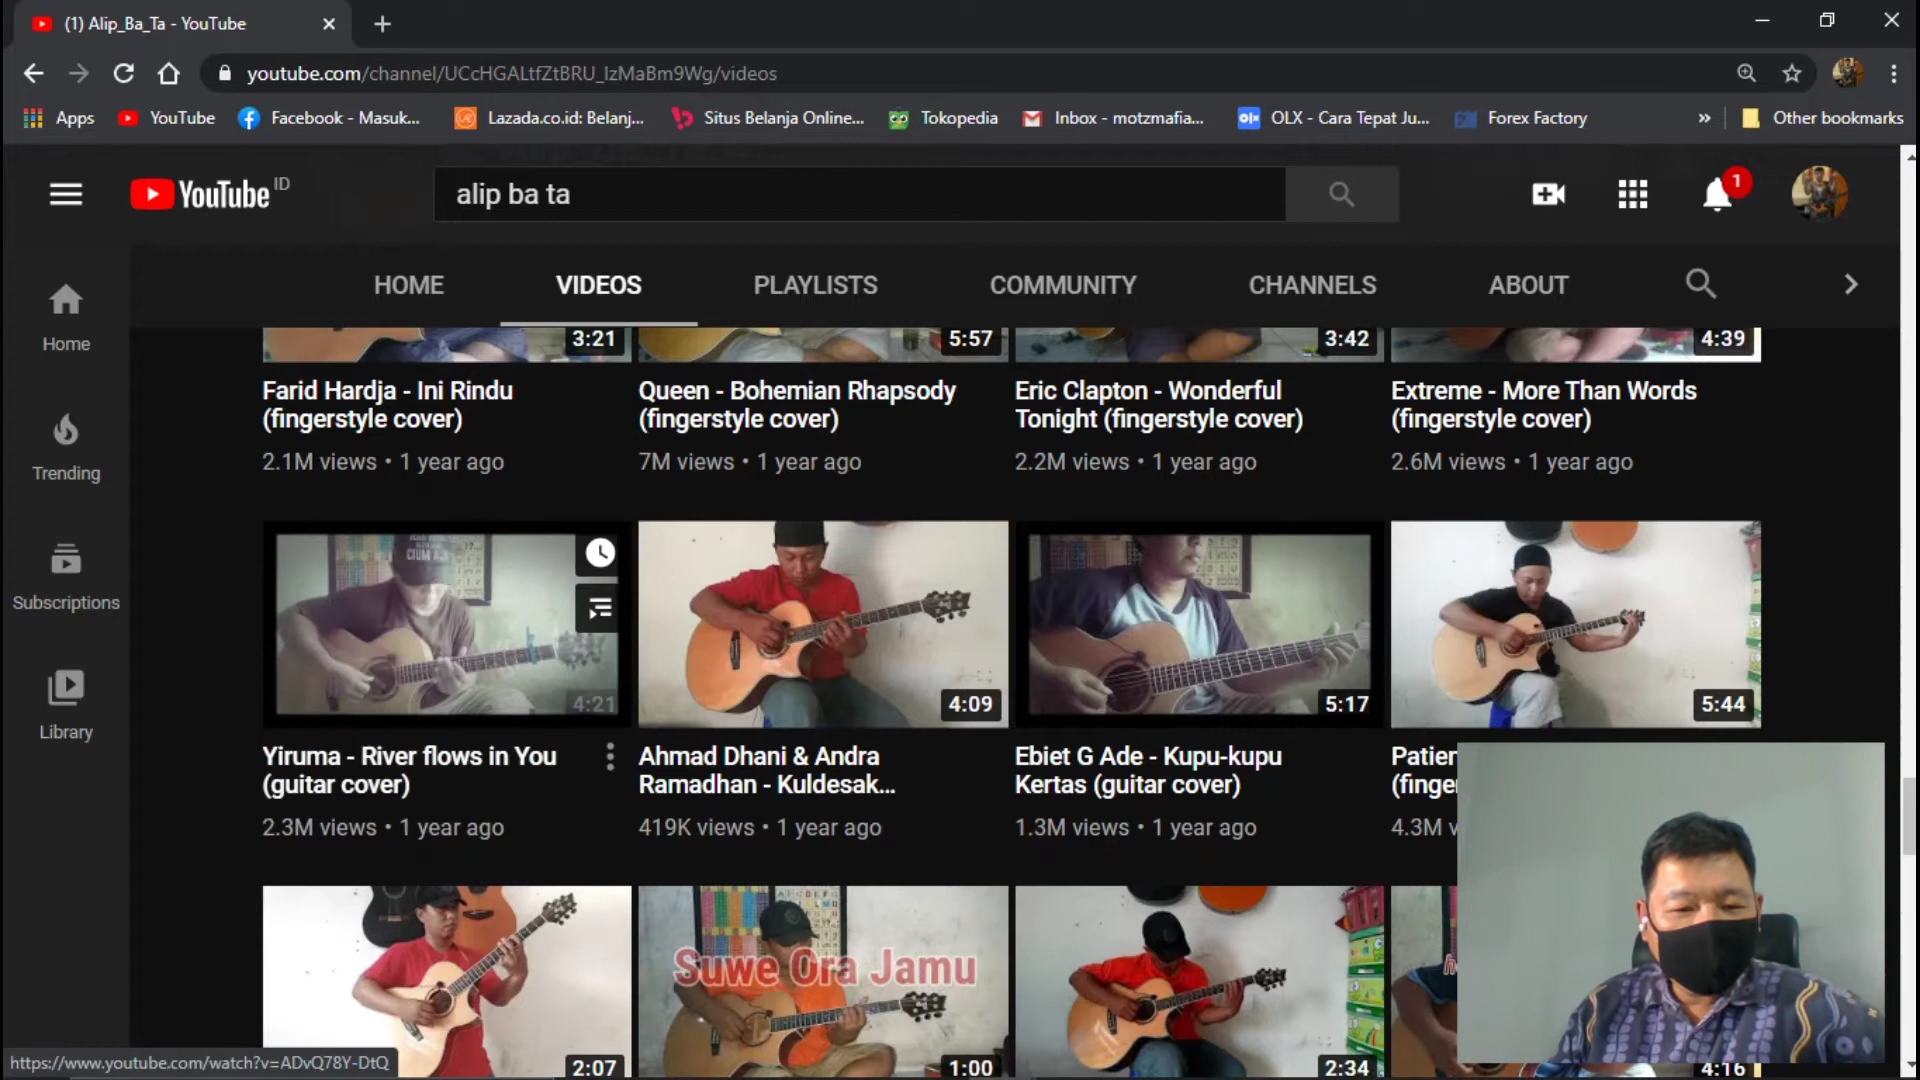 (1) Alip_Ba_Ta - YouTube
youtube.com/channel/UCcHGALtfZtBRU_IzMaBm9Wg/videos
Apps YouTube Facebook - Masuk... Lazada.co.id: Belanj... Situs Belanja Online... Tokopedia Inbox - motzmafia... OLX - Cara Tepat Ju... Forex Factory » Other bookmarks
YouTube ID
alip ba ta
1
HOME VIDEOS PLAYLISTS COMMUNITY CHANNELS ABOUT
Home
Trending
Subscriptions
Library
3:21 5:57 3:42 4:39
Farid Hardja - Ini Rindu
(fingerstyle cover)
2.1M views • 1 year ago
Queen - Bohemian Rhapsody
(fingerstyle cover)
7M views • 1 year ago
Eric Clapton - Wonderful
Tonight (fingerstyle cover)
2.2M views • 1 year ago
Extreme - More Than Words
(fingerstyle cover)
2.6M views • 1 year ago
CIUM
4:21 4:09 5:17 5:44
Yiruma - River flows in You
(guitar cover)
2.3M views • 1 year ago
Ahmad Dhani & Andra
Ramadhan - Kuldesak...
419K views • 1 year ago
Ebiet G Ade - Kupu-kupu
Kertas (guitar cover)
1.3M views • 1 year ago
Patien
(finge
4.3M v
Suwe Ora Jamu
2:07 1:00 2:34 4:16
https://www.youtube.com/watch?v=ADvQ78Y-DtQ